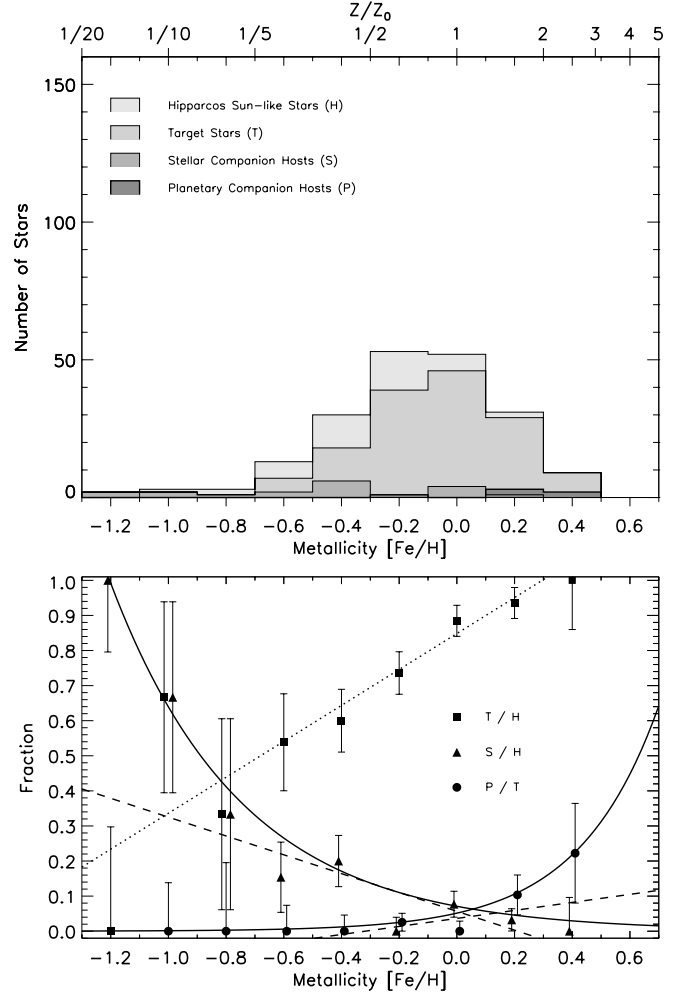 Z/Z₀
1/20 1/10 1/5 1/2 1 2 3 4 5
150
100
50
0
Number of Stars
Hipparcos Sun–like Stars (H)
Target Stars (T)
Stellar Companion Hosts (S)
Planetary Companion Hosts (P)
−1.2 −1.0 −0.8 −0.6 −0.4 −0.2 0.0 0.2 0.4 0.6
Metallicity [Fe/H]
1.0
0.9
0.8
0.7
0.6
0.5
0.4
0.3
0.2
0.1
0.0
Fraction
T / H
S / H
P / T
−1.2 −1.0 −0.8 −0.6 −0.4 −0.2 0.0 0.2 0.4 0.6
Metallicity [Fe/H]